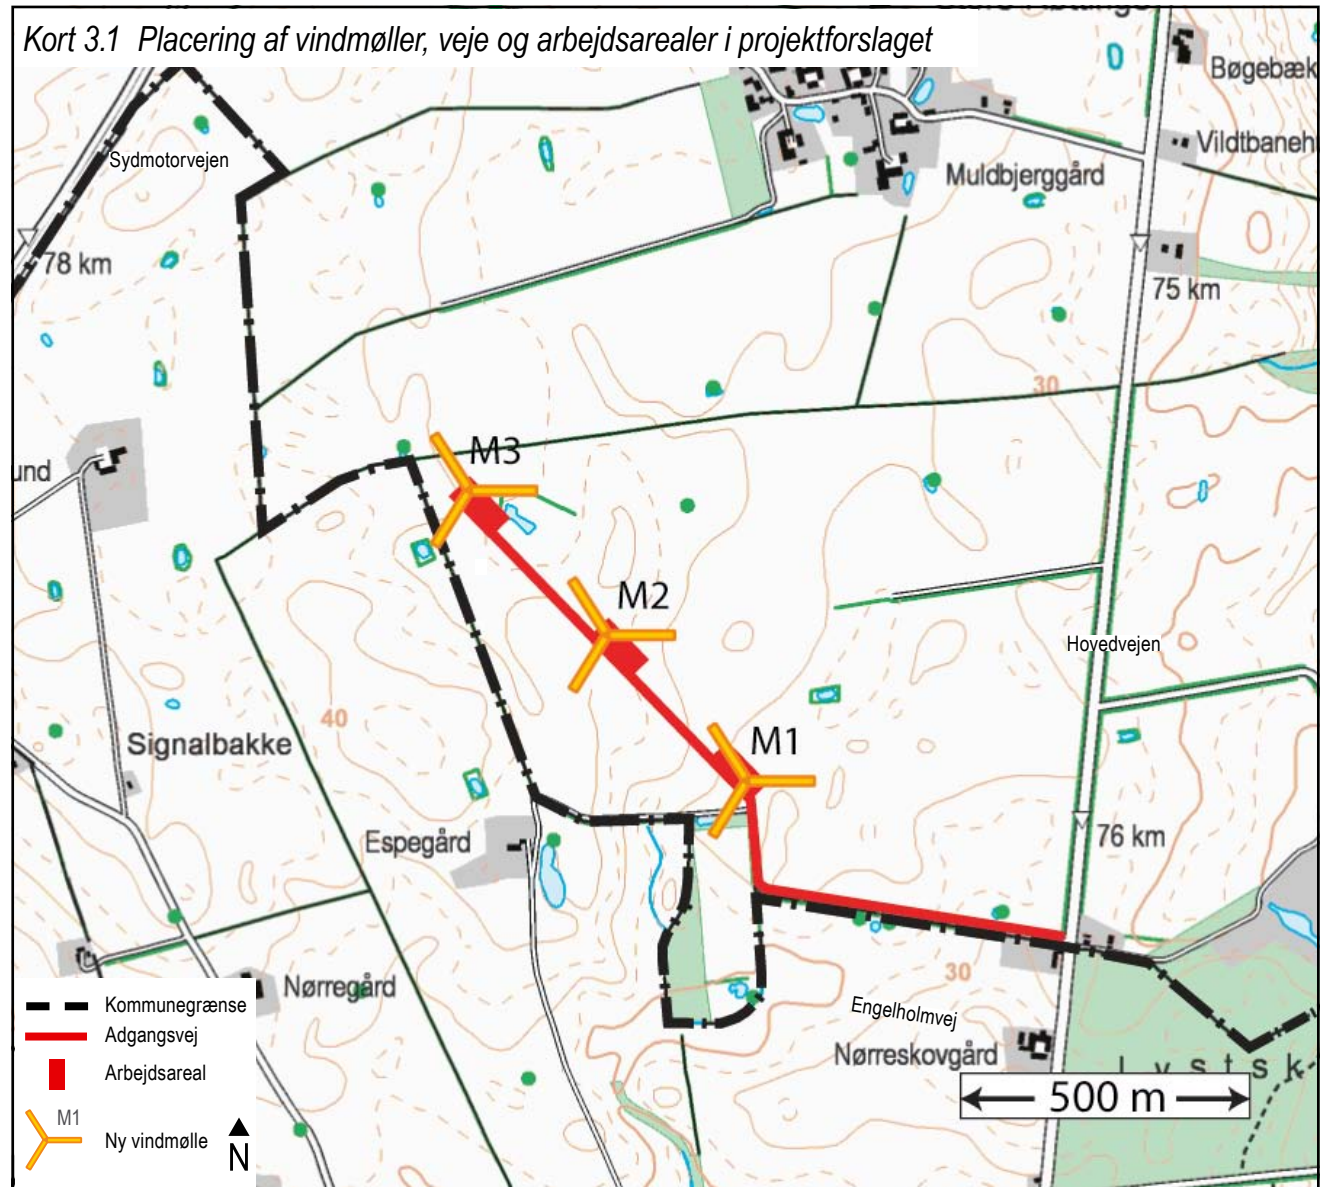 Kort 3.1 Placering af vindmøller, veje og arbejdsarealer i projektforslaget
Bøgebæk
Sydmotorvejen
Vildtbaneh
Muldbjerggård
78 km
75 km
30
M3
und
M2
Hovedvejen
40
Signalbakke
M1
76 km
Espegård
30
Nørregård
Engelholmvej
Nørreskovgård
Lystsk
500 m
Kommunegrænse
Adgangsvej
Arbejdsareal
M1
Ny vindmølle
N